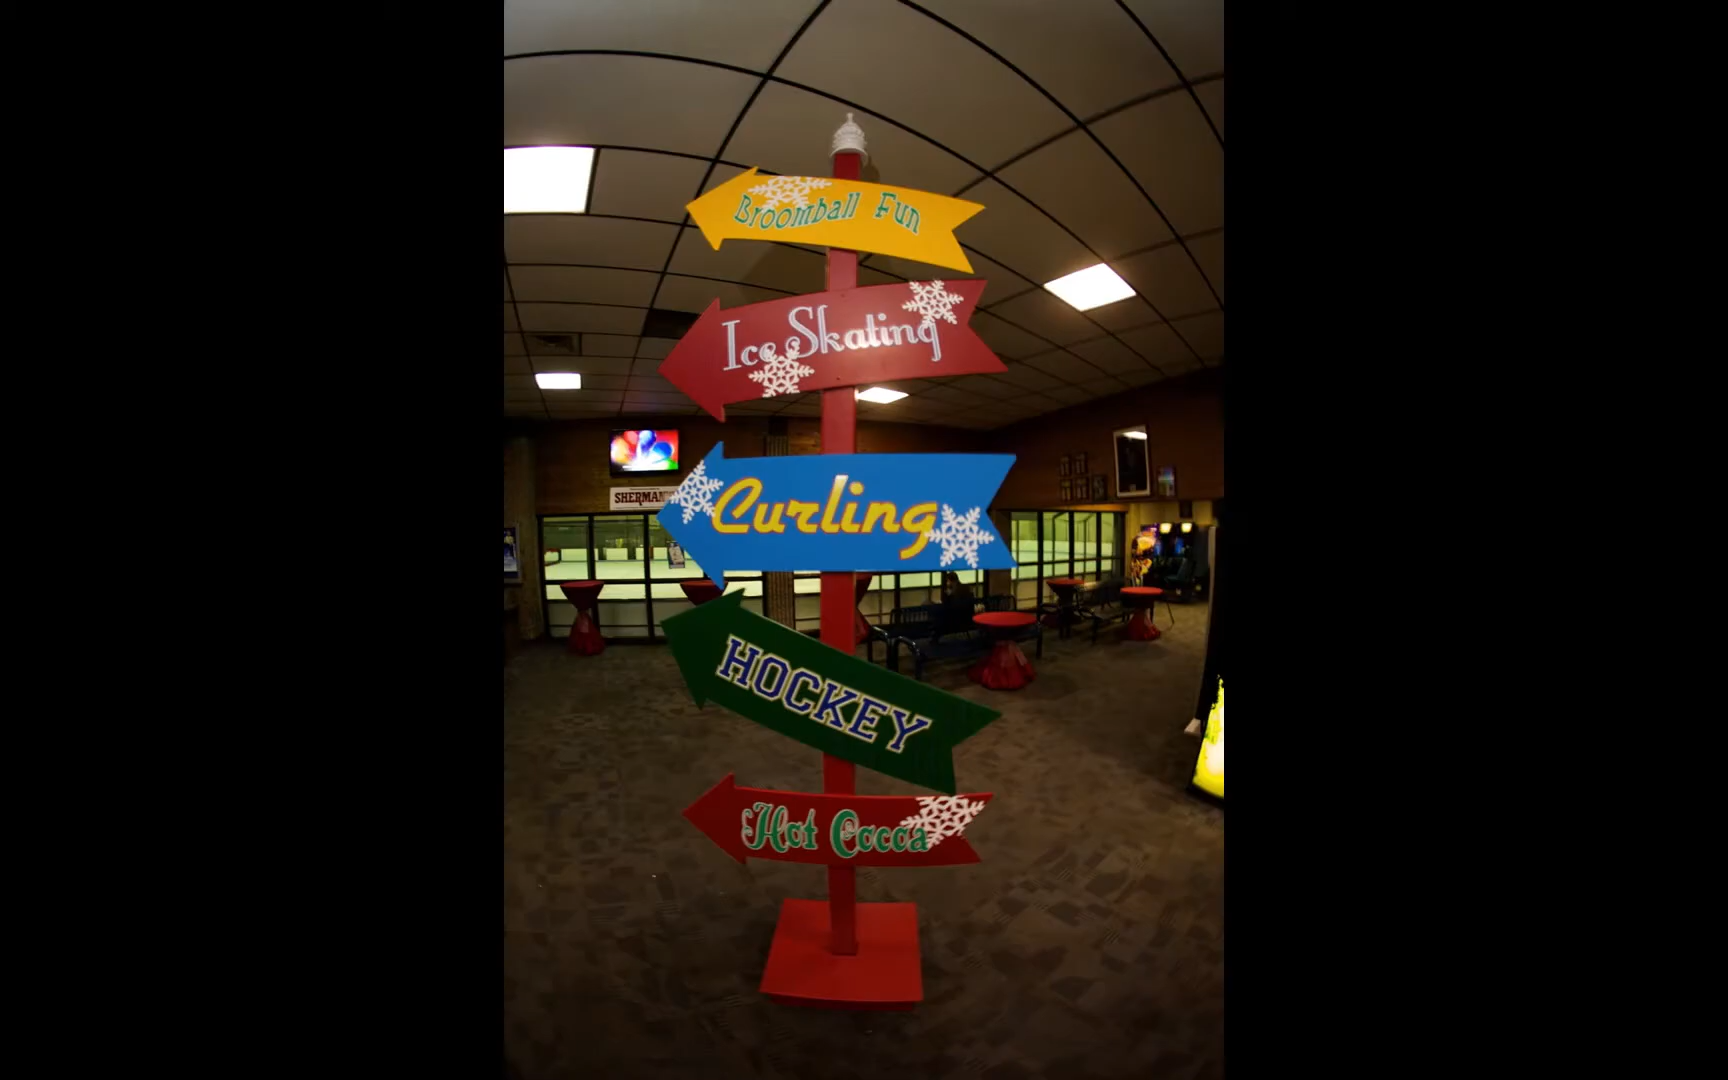 Broomball Fun
Ice Skating
SHERMAN
Curling
HOCKEY
Hot Cocoa